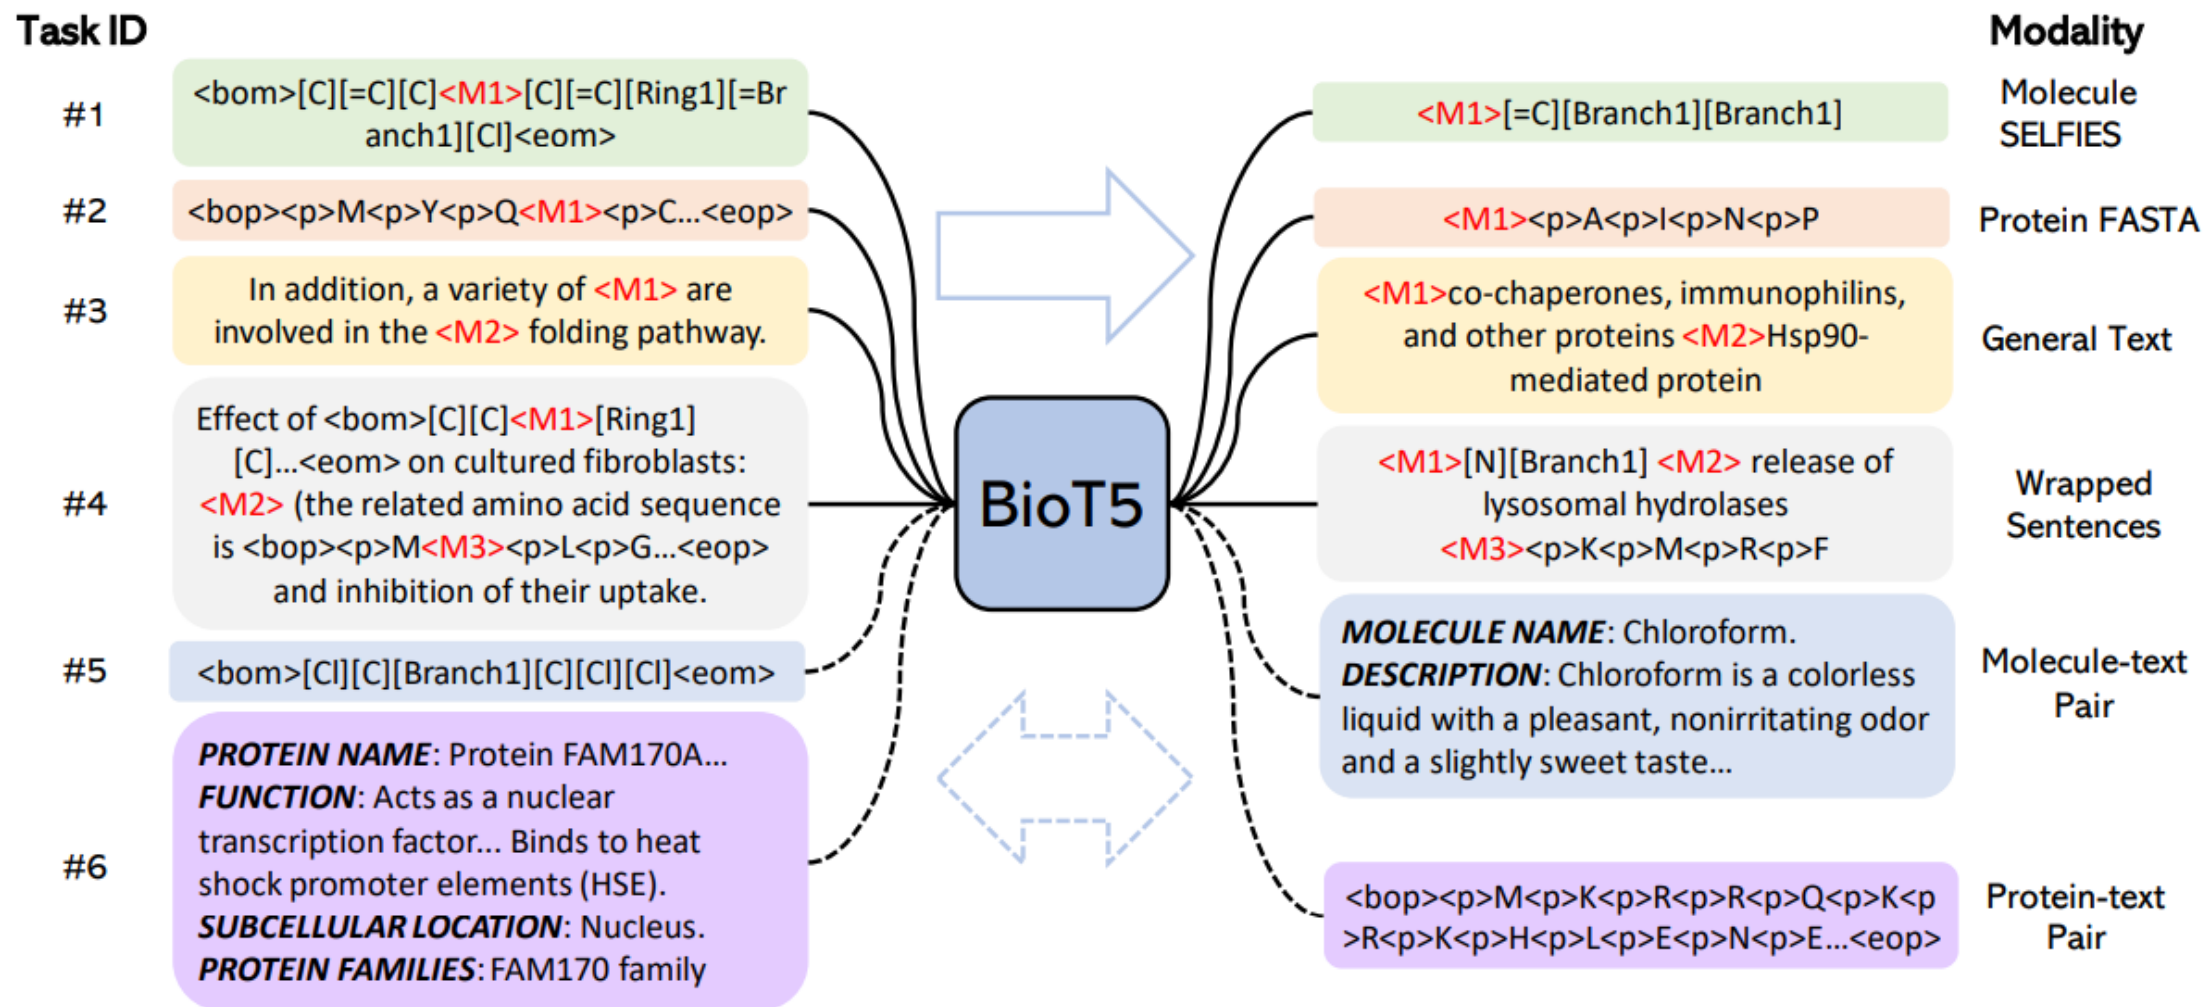 Task ID
Modality
#1
<bom>[C][=C][C]<M1>[C][=C][Ring1][=Br
anch1][Cl]<eom>
<M1>[=C][Branch1][Branch1]
Molecule
SELFIES
#2
<bop><p>M<p>Y<p>Q<M1><p>C...<eop>
<M1><p>A<p>I<p>N<p>P
Protein FASTA
#3
In addition, a variety of <M1> are
involved in the <M2> folding pathway.
<M1>co-chaperones, immunophilins,
and other proteins <M2>Hsp90-
mediated protein
General Text
#4
Effect of <bom>[C][C]<M1>[Ring1]
[C]...<eom> on cultured fibroblasts:
<M2> (the related amino acid sequence
is <bop><p>M<M3><p>L<p>G...<eop>
and inhibition of their uptake.
BioT5
<M1>[N][Branch1] <M2> release of
lysosomal hydrolases
<M3><p>K<p>M<p>R<p>F
Wrapped
Sentences
#5
<bom>[Cl][C][Branch1][C][Cl][Cl]<eom>
MOLECULE NAME: Chloroform.
DESCRIPTION: Chloroform is a colorless
liquid with a pleasant, nonirritating odor
and a slightly sweet taste...
Molecule-text
Pair
#6
PROTEIN NAME: Protein FAM170A...
FUNCTION: Acts as a nuclear
transcription factor... Binds to heat
shock promoter elements (HSE).
SUBCELLULAR LOCATION: Nucleus.
PROTEIN FAMILIES: FAM170 family
<bop><p>M<p>K<p>R<p>R<p>Q<p>K<p
>R<p>K<p>H<p>L<p>E<p>N<p>E...<eop>
Protein-text
Pair